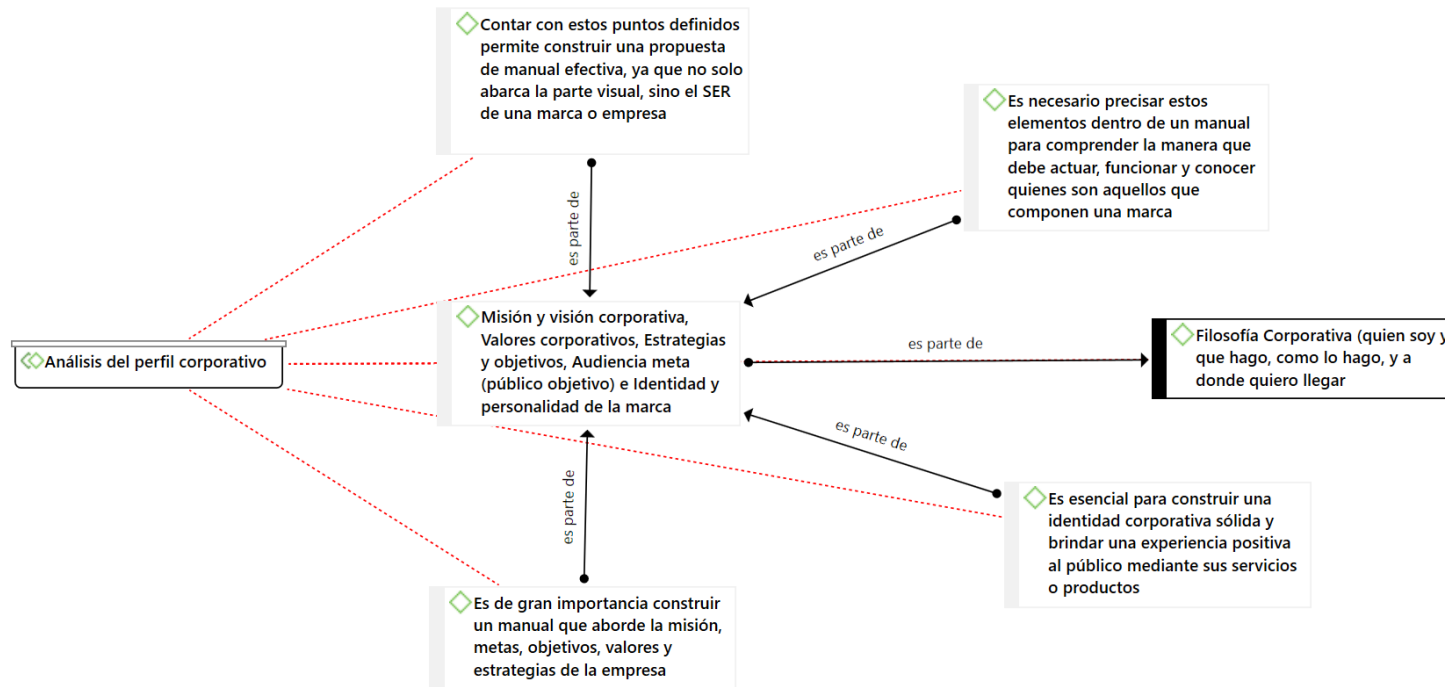 Contar con estos puntos definidos
permite construir una propuesta
de manual efectiva, ya que no solo
abarca la parte visual, sino el SER
de una marca o empresa
Es necesario precisar estos
elementos dentro de un manual
para comprender la manera que
debe actuar, funcionar y conocer
quienes son aquellos que
componen una marca
es parte de
es parte de
Análisis del perfil corporativo
Misión y visión corporativa,
Valores corporativos, Estrategias
y objetivos, Audiencia meta
(público objetivo) e Identidad y
personalidad de la marca
es parte de
Filosofía Corporativa (quien soy y
que hago, como lo hago, y a
donde quiero llegar
es parte de
es parte de
Es esencial para construir una
identidad corporativa sólida y
brindar una experiencia positiva
al público mediante sus servicios
o productos
Es de gran importancia construir
un manual que aborde la misión,
metas, objetivos, valores y
estrategias de la empresa